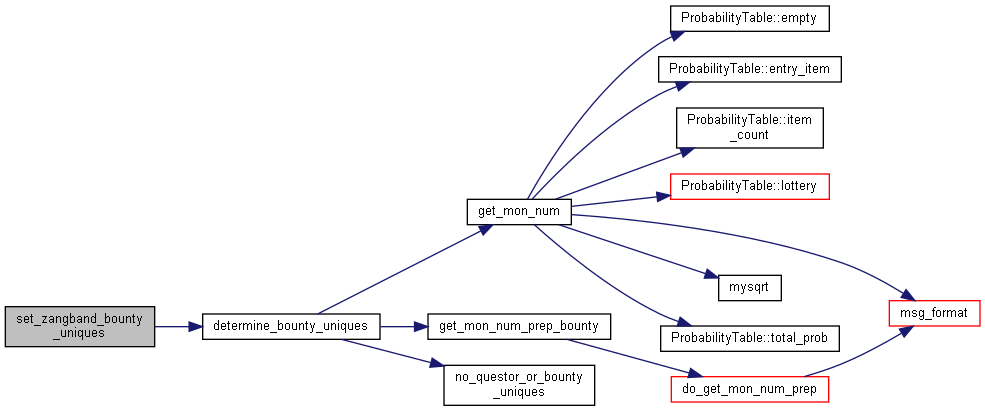 ProbabilityTable::empty
ProbabilityTable::entry_item
ProbabilityTable::item
_count
ProbabilityTable::lottery
get_mon_num
mysqrt
msg_format
set_zangband_bounty
_uniques
determine_bounty_uniques
get_mon_num_prep_bounty
ProbabilityTable::total_prob
no_questor_or_bounty
_uniques
do_get_mon_num_prep